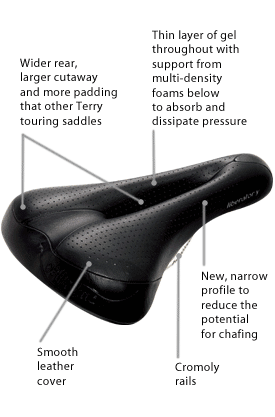 Thin layer of gel
throughout with
support from
multi-density
foams below
to absorb and
dissipate pressure
Wider rear,
larger cutaway
and more padding
that other Terry
touring saddles
liberator y
New, narrow
profile to
reduce the
potential
for chafing
Smooth
leather
cover
Cromoly
rails